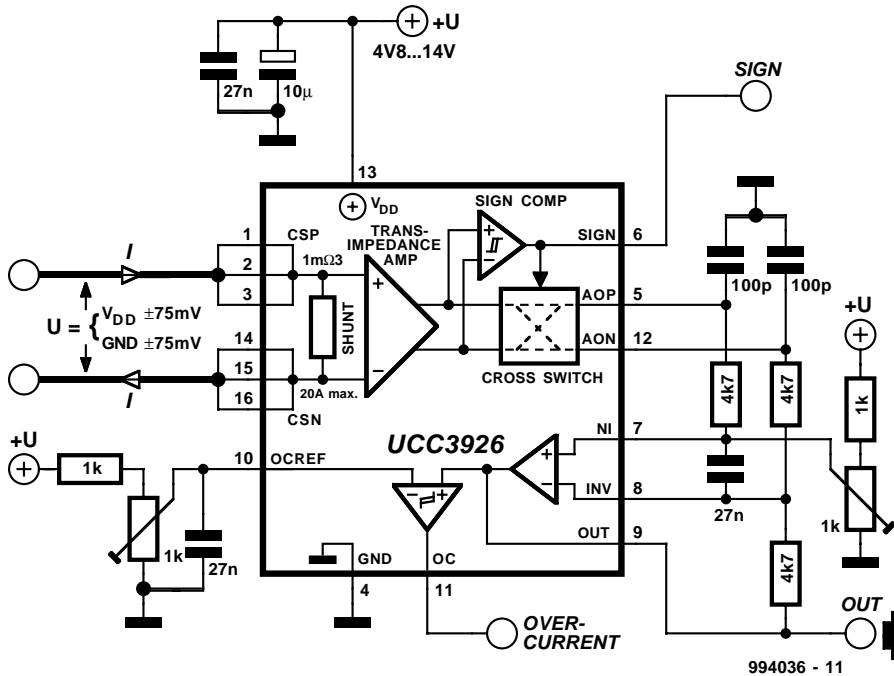 +U
4V8...14V
27n
10µ
SIGN
13
VDD
SIGN COMP
TRANS-
IMPEDANCE
AMP
1
CSP
2
3
I
1mΩ3
SIGN
6
100p
100p
+U
AOP
5
U = { VDD ±75mV
GND ±75mV
SHUNT
AON
12
14
15
16
CSN
I
20A max.
CROSS SWITCH
4k7
4k7
1k
+U
1k
10
OCREF
UCC3926
NI
7
INV
8
27n
1k
OUT
9
1k
27n
GND
OC
4
11
4k7
OVER-
CURRENT
OUT
994036 - 11